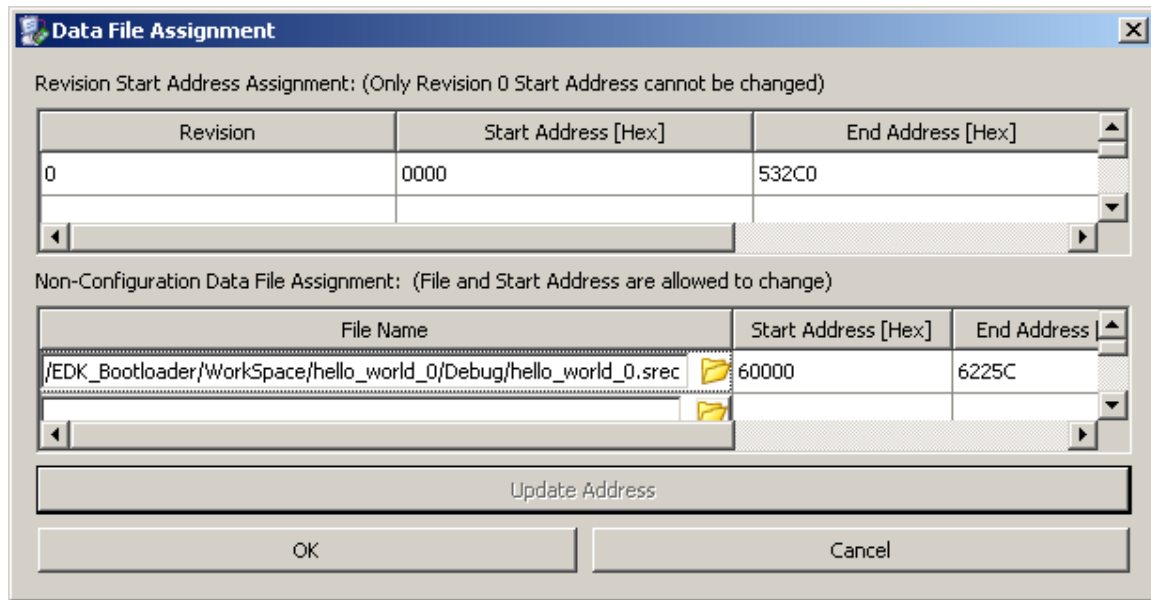 Data File Assignment
Revision Start Address Assignment: (Only Revision 0 Start Address cannot be changed)
Revision Start Address [Hex] End Address [Hex]
0 0000 532C0
Non-Configuration Data File Assignment: (File and Start Address are allowed to change)
File Name Start Address [Hex] End Address [
/EDK_Bootloader/WorkSpace/hello_world_0/Debug/hello_world_0.srec 60000 6225C
Update Address
OK Cancel